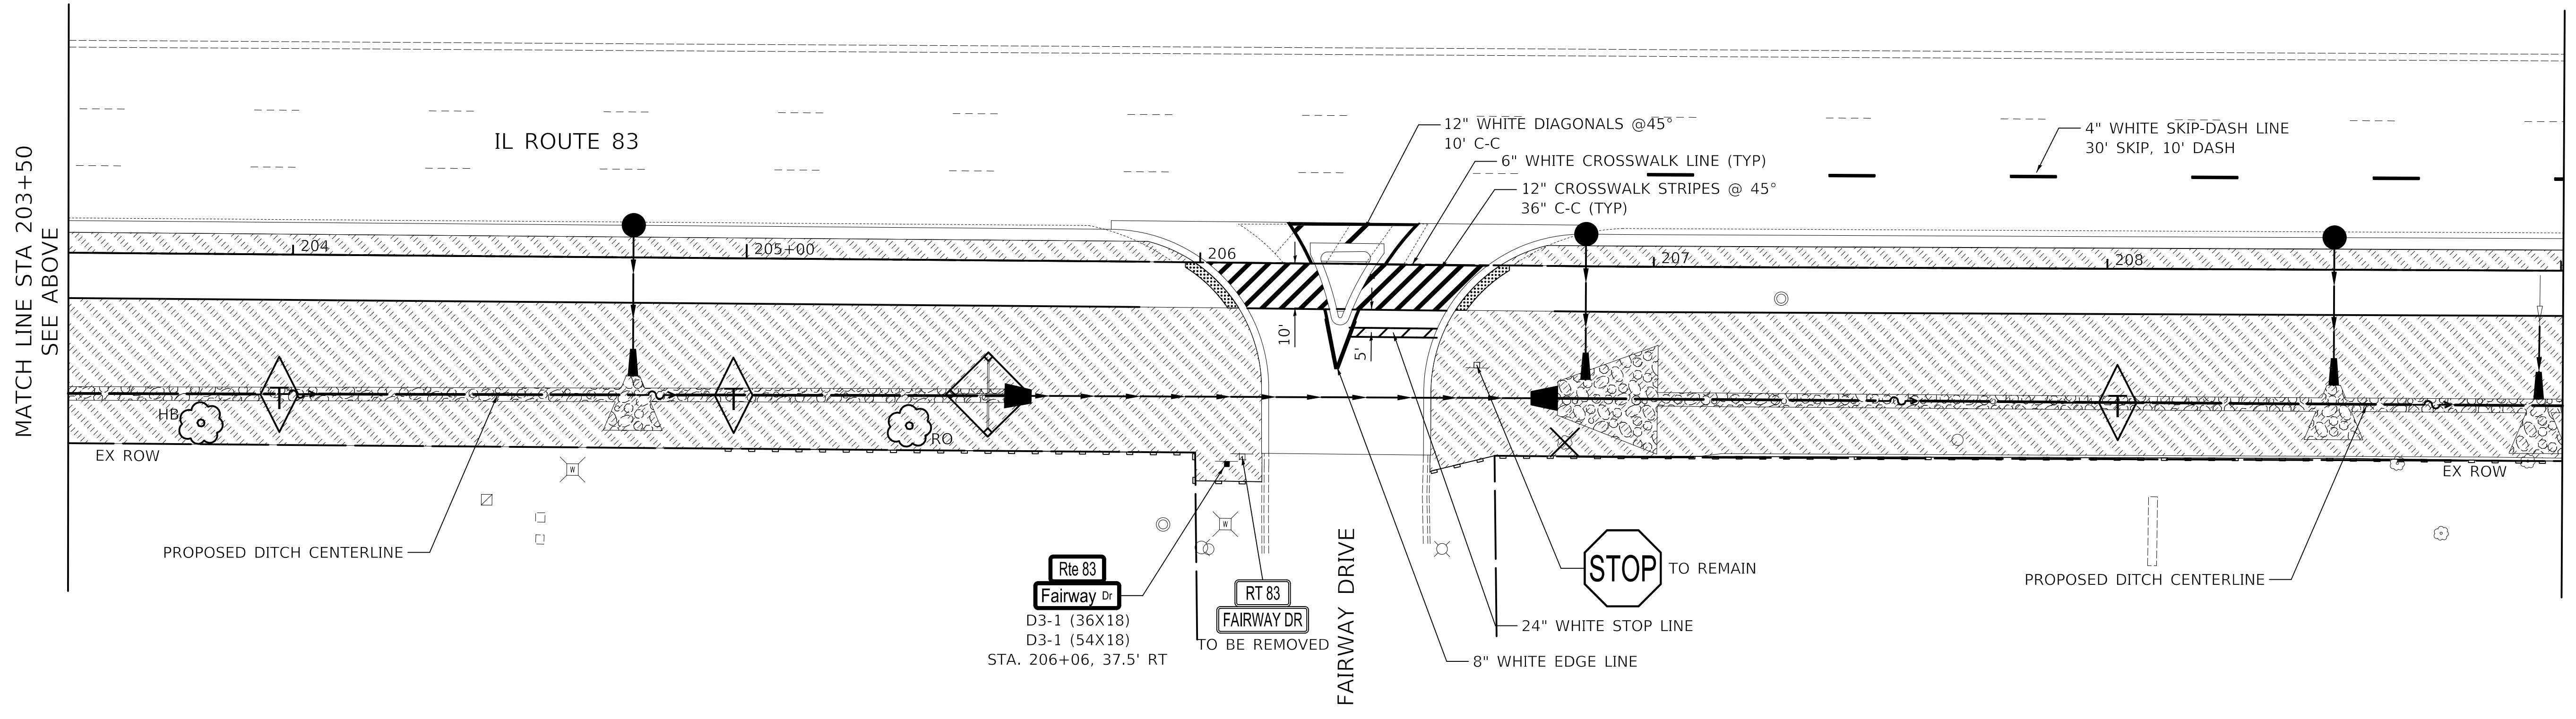 MATCH LINE STA 203+50
SEE ABOVE
IL ROUTE 83
12" WHITE DIAGONALS @45°
10' C-C
6" WHITE CROSSWALK LINE (TYP)
12" CROSSWALK STRIPES @ 45°
36" C-C (TYP)
4" WHITE SKIP-DASH LINE
30' SKIP, 10' DASH
204
205+00
206
207
208
10'
5'
T
T
T
HB
RO
EX ROW
EX ROW
W
W
PROPOSED DITCH CENTERLINE
PROPOSED DITCH CENTERLINE
Rte 83
Fairway Dr
D3-1 (36X18)
D3-1 (54X18)
STA. 206+06, 37.5' RT
RT 83
FAIRWAY DR
TO BE REMOVED
FAIRWAY DRIVE
STOP
TO REMAIN
24" WHITE STOP LINE
8" WHITE EDGE LINE